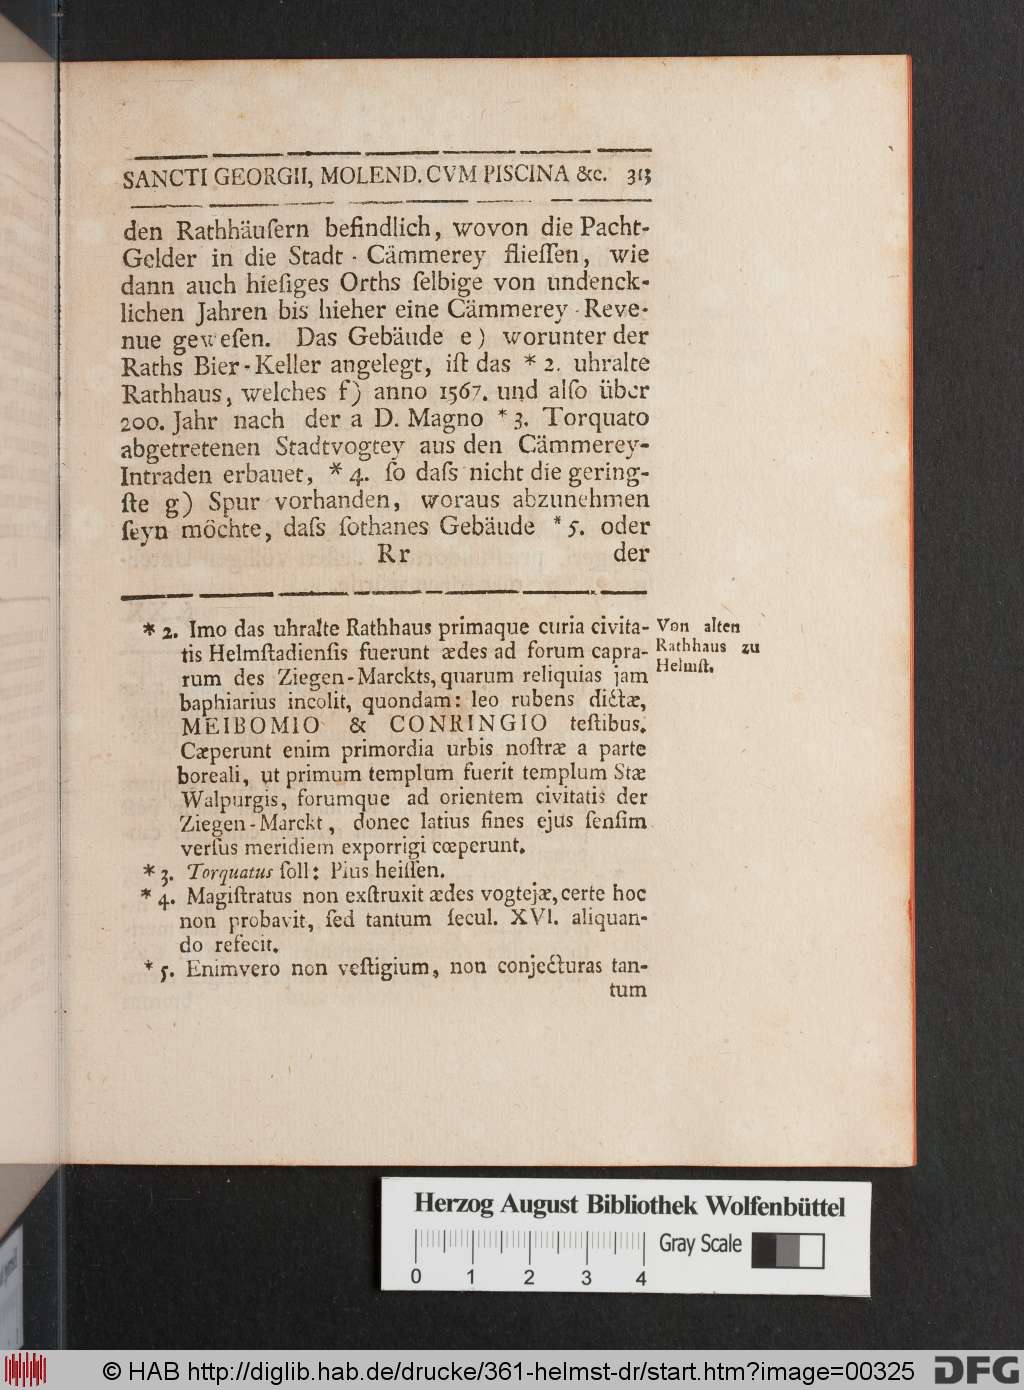 SANCTI GEORGII, MOLEND. CVM PISCINA &c. 313
den Rathhäuſern befindlich, wovon die Pacht-
Gelder in die Stadt - Cämmerey flieſſen, wie
dann auch hieſiges Orths ſelbige von undenck-
lichen Jahren bis hieher eine Cämmerey - Reve-
nue geweſen. Das Gebäude e) worunter der
Raths Bier-Keller angelegt, iſt das * 2. uhralte
Rathhaus, welches f) anno 1567. und alſo über
200. Jahr nach der a D. Magno * 3. Torquato
abgetretenen Stadtvogtey aus den Cämmerey-
Intraden erbauet, * 4. ſo daſs nicht die gering-
ſte g) Spur vorhanden, woraus abzunehmen
ſeyn möchte, daſs ſothanes Gebäude * 5. oder
Rr der
* 2. Imo das uhralte Rathhaus primaque curia civita-
tis Helmſtadienſis fuerunt ædes ad forum capra-
rum des Ziegen-Marckts, quarum reliquias jam
baphiarius incolit, quondam: leo rubens dictæ,
MEIBOMIO & CONRINGIO teſtibus.
Cæperunt enim primordia urbis noſtræ a parte
boreali, ut primum templum fuerit templum Stæ
Walpurgis, forumque ad orientem civitatis der
Ziegen-Marckt, donec latius fines ejus ſenſim
verſus meridiem exporrigi cœperunt.
* 3. Torquatus ſoll: Pius heiſſen.
* 4. Magiſtratus non exſtruxit ædes vogtejæ, certe hoc
non probavit, ſed tantum ſecul. XVI. aliquan-
do refecit.
* 5. Enimvero non veſtigium, non conjecturas tan-
tum
Von alten
Rathhaus zu
Helmſt.
Herzog August Bibliothek Wolfenbüttel
Gray Scale
0 1 2 3 4
© HAB http://diglib.hab.de/drucke/361-helmst-dr/start.htm?image=00325
DFG